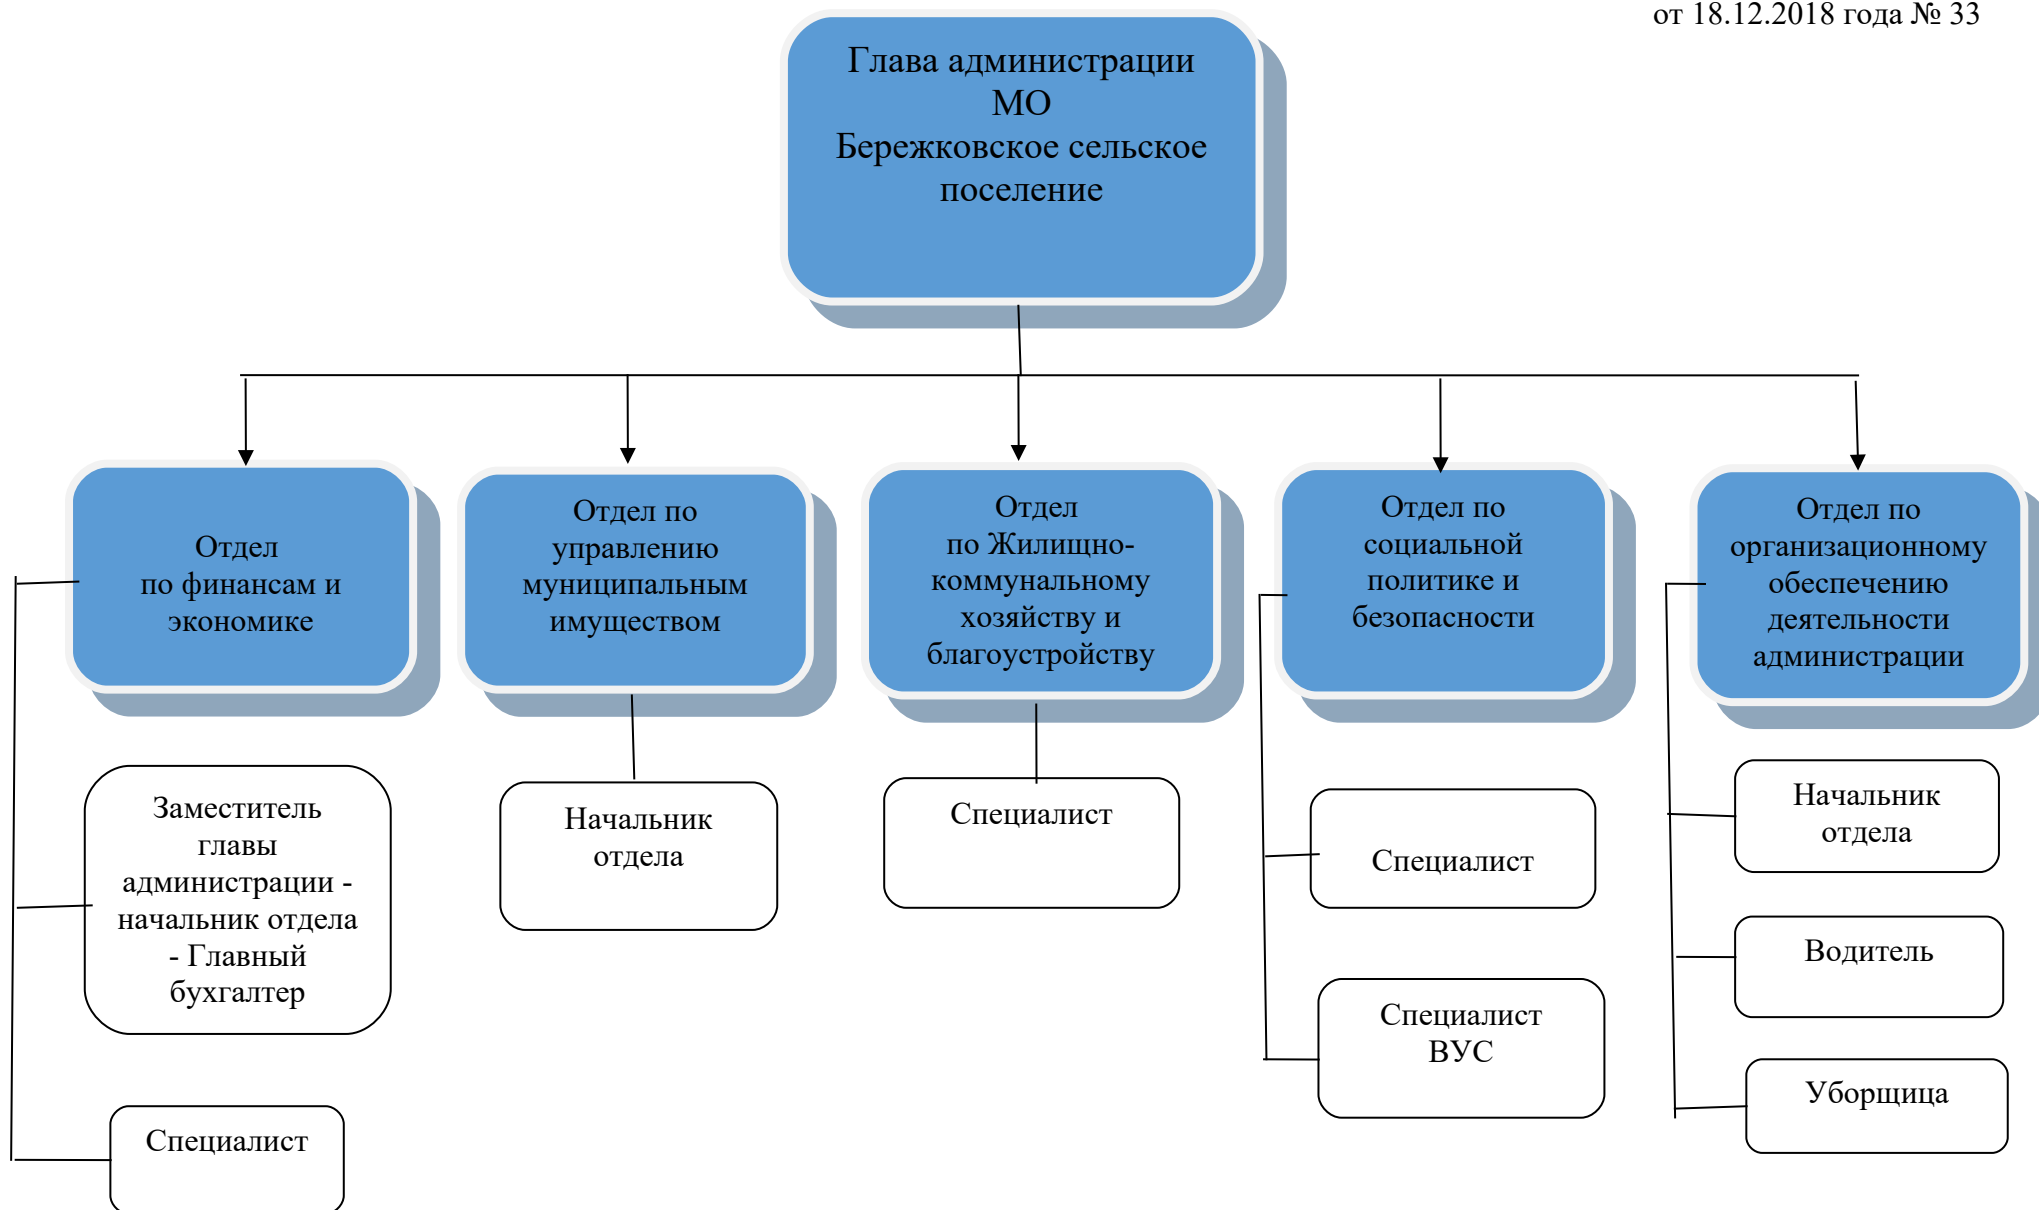 от 18.12.2018 года № 33
Глава администрации
МО
Бережковское сельское
поселение
Отдел
по финансам и
экономике
Отдел по
управлению
муниципальным
имуществом
Отдел
по Жилищно-
коммунальному
хозяйству и
благоустройству
Отдел по
социальной
политике и
безопасности
Отдел по
организационному
обеспечению
деятельности
администрации
Заместитель
главы
администрации -
начальник отдела
- Главный
бухгалтер
Специалист
Начальник
отдела
Специалист
Специалист
Специалист
ВУС
Начальник
отдела
Водитель
Уборщица